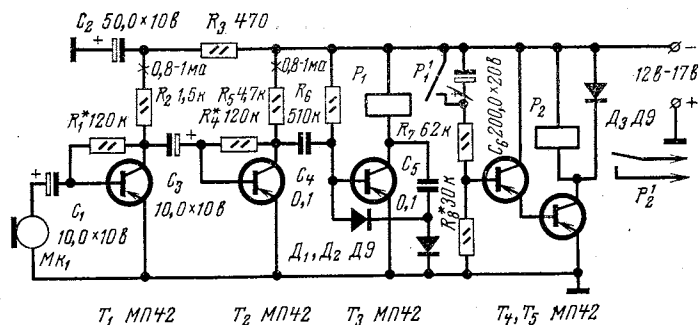 C2 50,0×10в
R3 470
0,8-1ма
0,8-1ма
R2 1,5к
R5 4,7к
R6 510к
R1* 120к
R4* 120к
P1
P1¹
12в-17в
P2
Д3 Д9
C6 200,0×20в
R7 62к
C5 0,1
R8* 30к
C3 10,0×10в
C4 0,1
C1 10,0×10в
Д1, Д2 Д9
P2¹
Мк1
T1 МП42
T2 МП42
T3 МП42
T4, T5 МП42